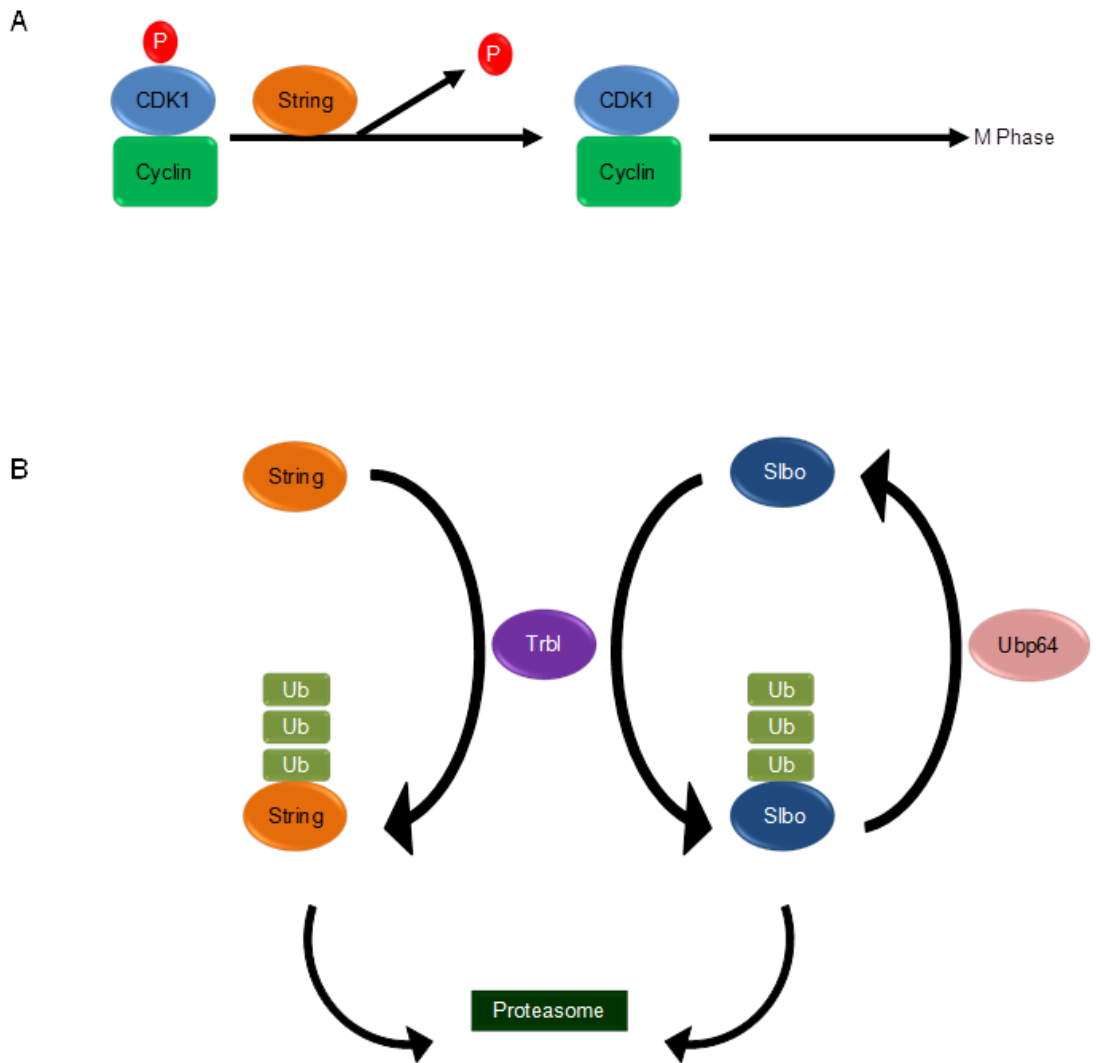 A
P
P
CDK1
String
CDK1
M Phase
Cyclin
Cyclin
B
String
Slbo
Trbl
Ubp64
Ub
Ub
Ub
Ub
Ub
Ub
String
Slbo
Proteasome